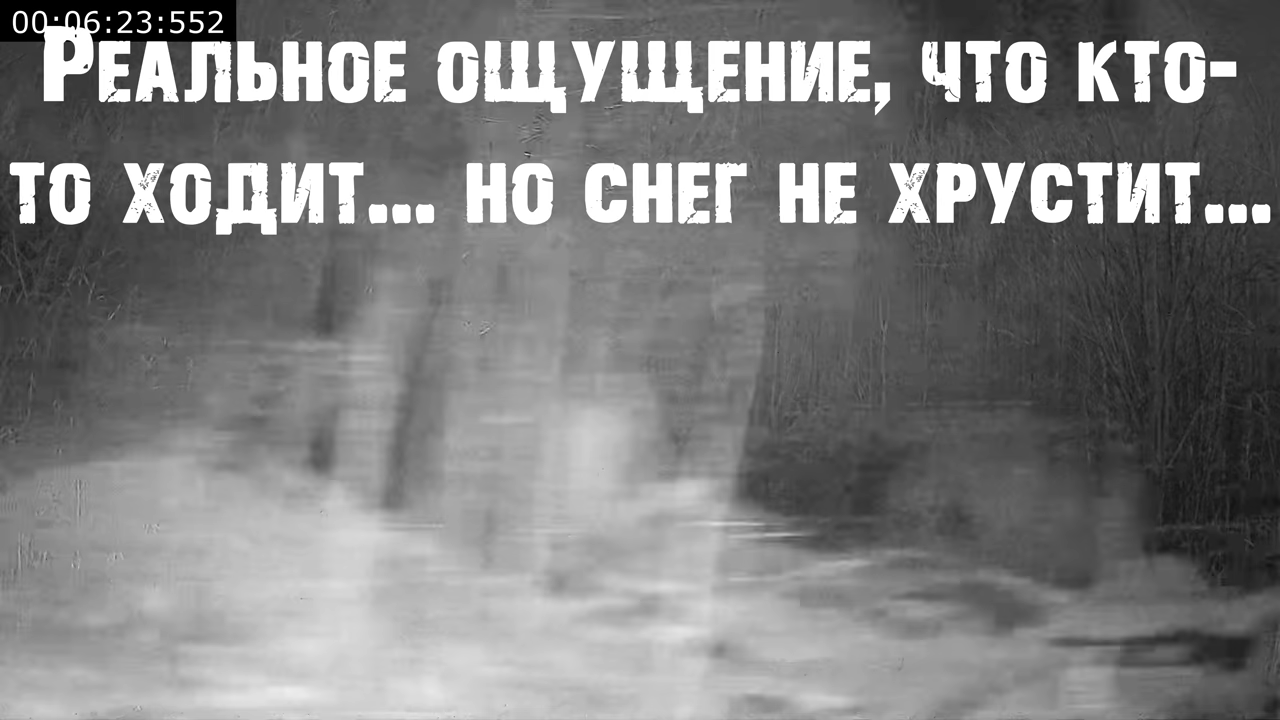 00:06:23:552
Реальное ощущение, что кто-
то ходит... но снег не хрустит...